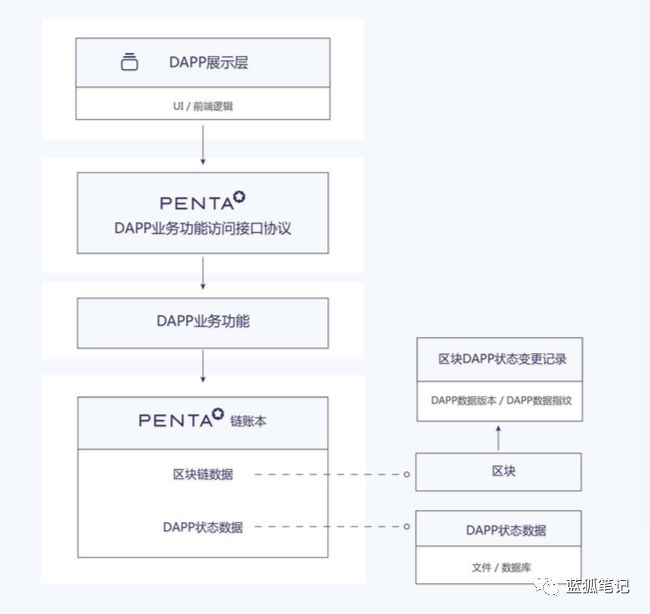 DAPP展示层
UI / 前端逻辑
PENTA
DAPP业务功能访问接口协议
DAPP业务功能
区块DAPP状态变更记录
DAPP数据版本 / DAPP数据指纹
PENTA 链账本
区块链数据
区块
DAPP状态数据
DAPP状态数据
文件 / 数据库
蓝狐笔记